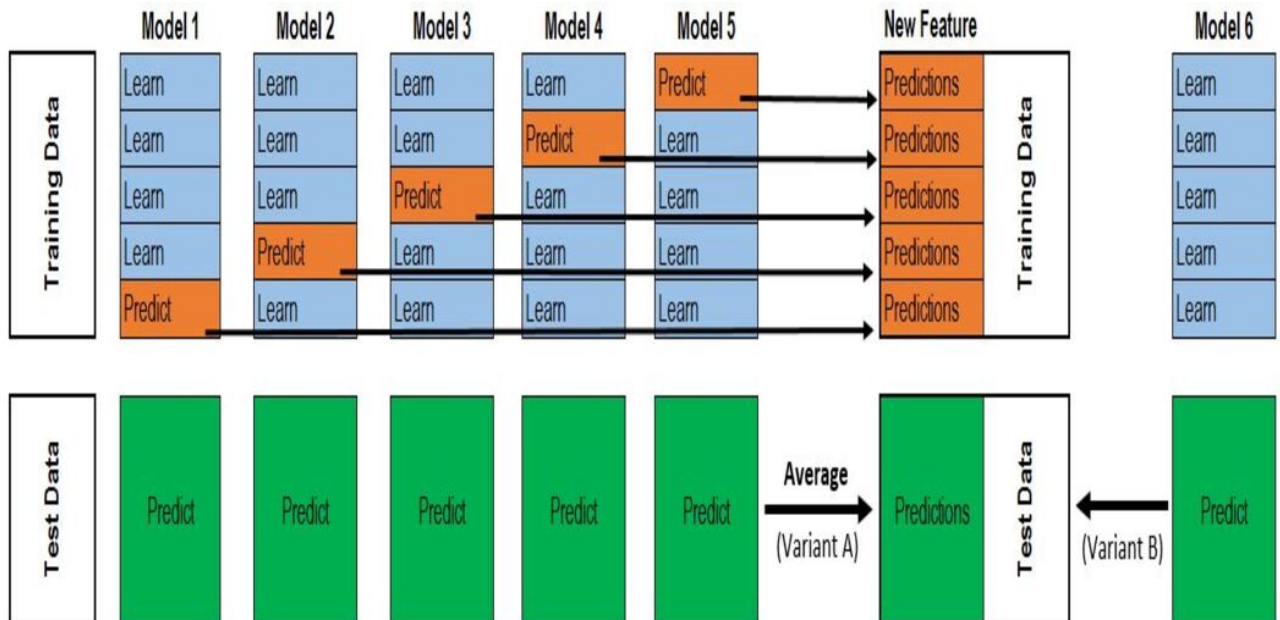 Model 1 Model 2 Model 3 Model 4 Model 5 New Feature Model 6
Training Data
Learn Learn Learn Learn Predict Predictions Learn
Learn Learn Learn Predict Learn Predictions Learn
Learn Learn Predict Learn Learn Predictions Learn
Learn Predict Learn Learn Learn Predictions Learn
Predict Learn Learn Learn Learn Predictions Learn
Training Data
Test Data
Predict Predict Predict Predict Predict
Average
(Variant A)
Predictions
Test Data
(Variant B)
Predict